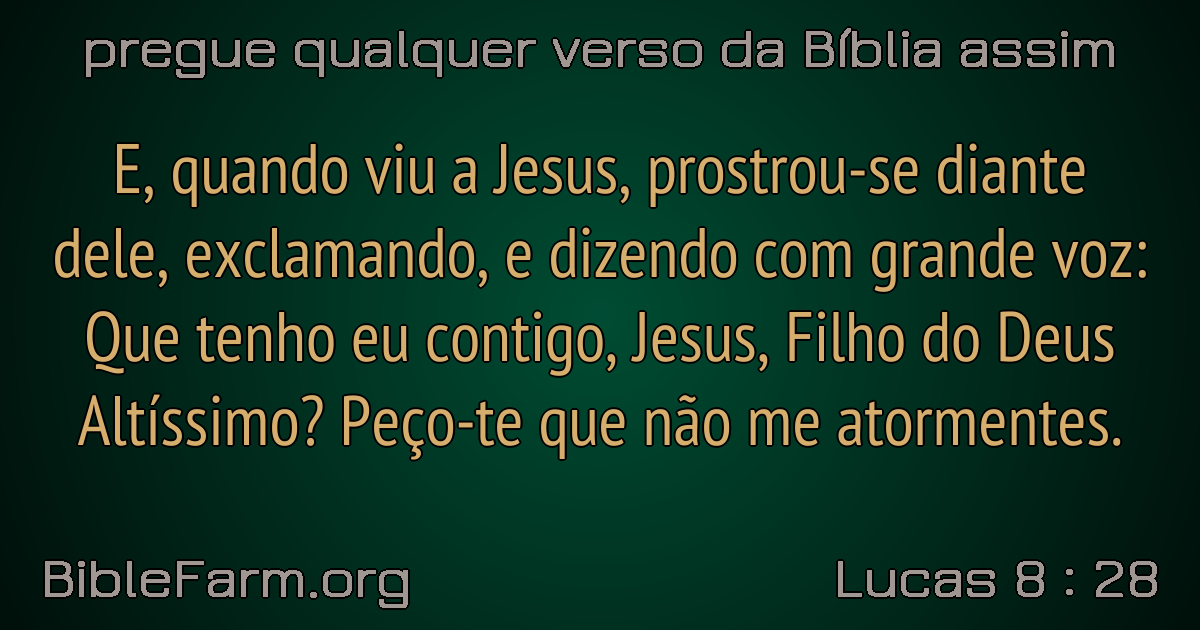 pregue qualquer verso da Bíblia assim
E, quando viu a Jesus, prostrou-se diante
dele, exclamando, e dizendo com grande voz:
Que tenho eu contigo, Jesus, Filho do Deus
Altíssimo? Peço-te que não me atormentes.
BibleFarm.org
Lucas 8 : 28